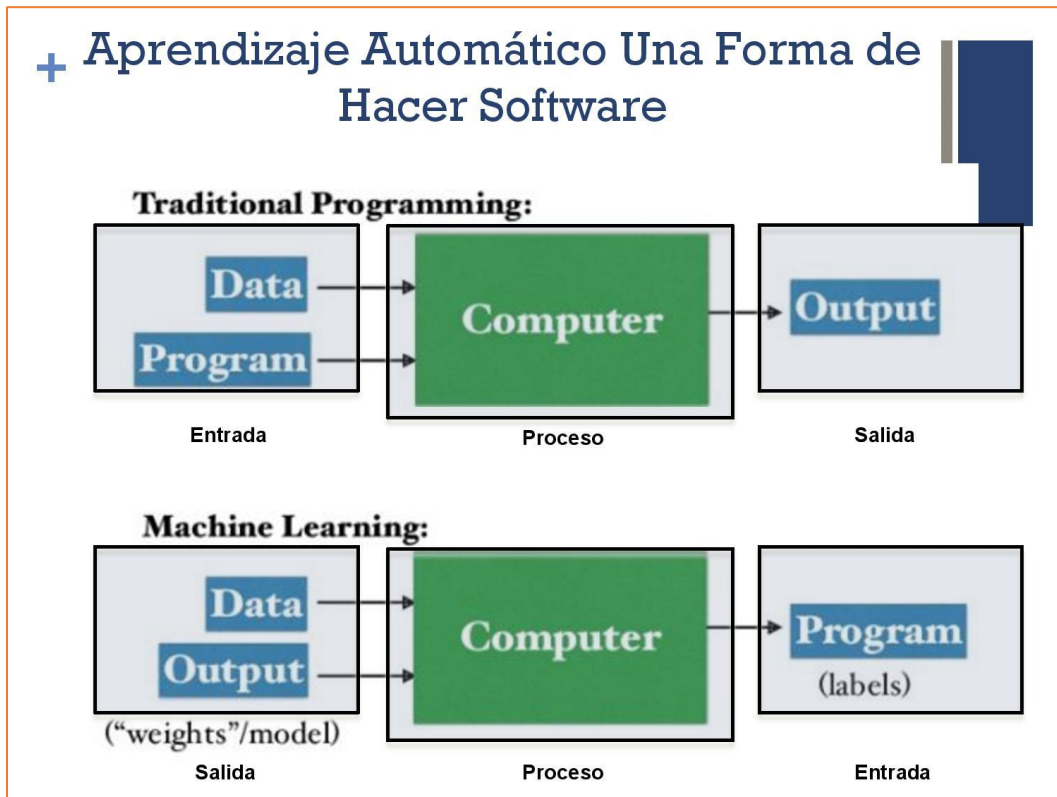 + Aprendizaje Automático Una Forma de
Hacer Software
Traditional Programming:
Data
Program
Computer
Output
Entrada
Proceso
Salida
Machine Learning:
Data
Output
("weights"/model)
Computer
Program
(labels)
Salida
Proceso
Entrada